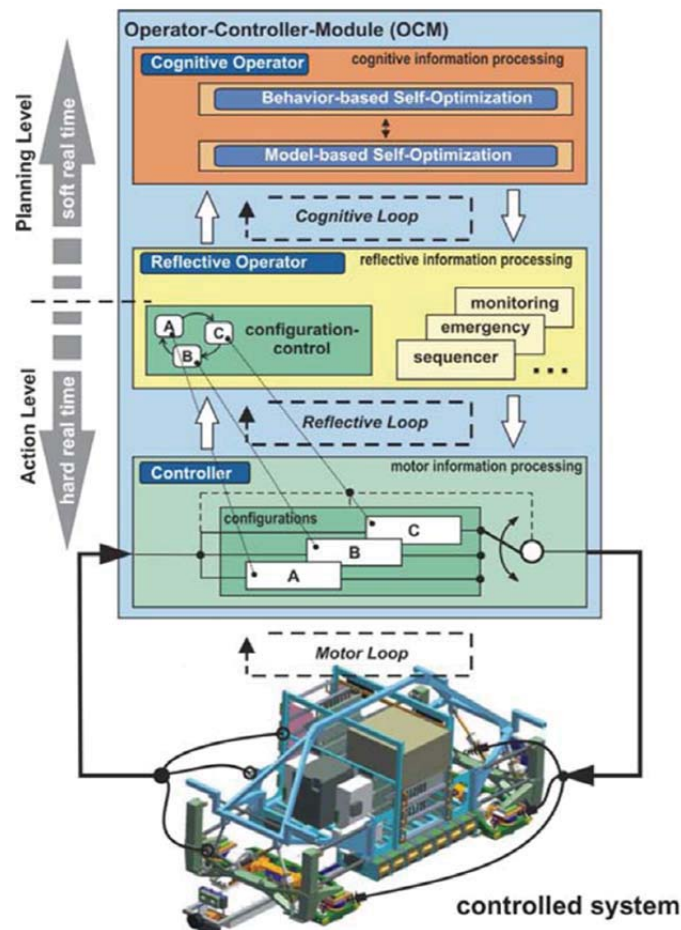 Operator-Controller-Module (OCM)
Cognitive Operator
cognitive information processing
Behavior-based Self-Optimization
Model-based Self-Optimization
Planning Level
soft real time
Cognitive Loop
Reflective Operator
reflective information processing
A
C
B
configuration-
control
monitoring
emergency
sequencer
...
Action Level
hard real time
Reflective Loop
Controller
motor information processing
configurations
C
B
A
Motor Loop
controlled system